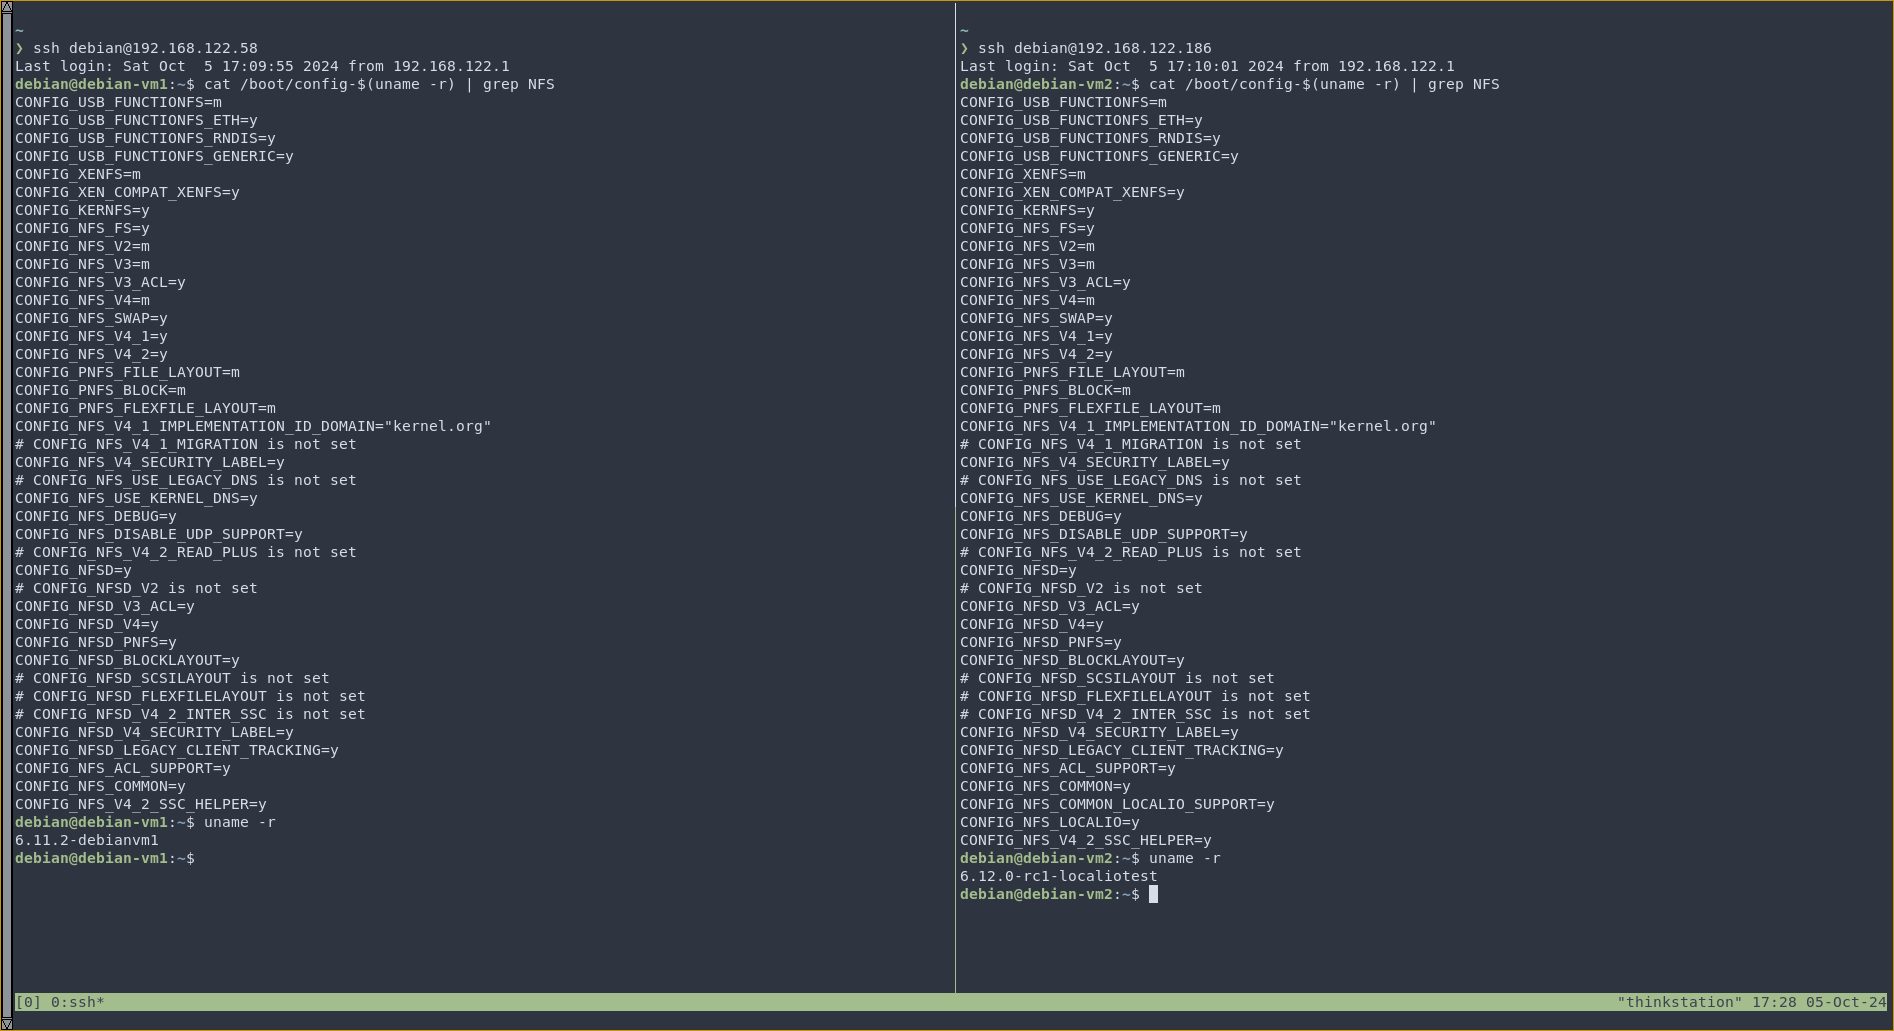 ~
❯ ssh debian@192.168.122.58
Last login: Sat Oct  5 17:09:55 2024 from 192.168.122.1
debian@debian-vm1:~$ cat /boot/config-$(uname -r) | grep NFS
CONFIG_USB_FUNCTIONFS=m
CONFIG_USB_FUNCTIONFS_ETH=y
CONFIG_USB_FUNCTIONFS_RNDIS=y
CONFIG_USB_FUNCTIONFS_GENERIC=y
CONFIG_XENFS=m
CONFIG_XEN_COMPAT_XENFS=y
CONFIG_KERNFS=y
CONFIG_NFS_FS=y
CONFIG_NFS_V2=m
CONFIG_NFS_V3=m
CONFIG_NFS_V3_ACL=y
CONFIG_NFS_V4=m
CONFIG_NFS_SWAP=y
CONFIG_NFS_V4_1=y
CONFIG_NFS_V4_2=y
CONFIG_PNFS_FILE_LAYOUT=m
CONFIG_PNFS_BLOCK=m
CONFIG_PNFS_FLEXFILE_LAYOUT=m
CONFIG_NFS_V4_1_IMPLEMENTATION_ID_DOMAIN="kernel.org"
# CONFIG_NFS_V4_1_MIGRATION is not set
CONFIG_NFS_V4_SECURITY_LABEL=y
# CONFIG_NFS_USE_LEGACY_DNS is not set
CONFIG_NFS_USE_KERNEL_DNS=y
CONFIG_NFS_DEBUG=y
CONFIG_NFS_DISABLE_UDP_SUPPORT=y
# CONFIG_NFS_V4_2_READ_PLUS is not set
CONFIG_NFSD=y
# CONFIG_NFSD_V2 is not set
CONFIG_NFSD_V3_ACL=y
CONFIG_NFSD_V4=y
CONFIG_NFSD_PNFS=y
CONFIG_NFSD_BLOCKLAYOUT=y
# CONFIG_NFSD_SCSILAYOUT is not set
# CONFIG_NFSD_FLEXFILELAYOUT is not set
# CONFIG_NFSD_V4_2_INTER_SSC is not set
CONFIG_NFSD_V4_SECURITY_LABEL=y
CONFIG_NFSD_LEGACY_CLIENT_TRACKING=y
CONFIG_NFS_ACL_SUPPORT=y
CONFIG_NFS_COMMON=y
CONFIG_NFS_V4_2_SSC_HELPER=y
debian@debian-vm1:~$ uname -r
6.11.2-debianvm1
debian@debian-vm1:~$
~
❯ ssh debian@192.168.122.186
Last login: Sat Oct  5 17:10:01 2024 from 192.168.122.1
debian@debian-vm2:~$ cat /boot/config-$(uname -r) | grep NFS
CONFIG_USB_FUNCTIONFS=m
CONFIG_USB_FUNCTIONFS_ETH=y
CONFIG_USB_FUNCTIONFS_RNDIS=y
CONFIG_USB_FUNCTIONFS_GENERIC=y
CONFIG_XENFS=m
CONFIG_XEN_COMPAT_XENFS=y
CONFIG_KERNFS=y
CONFIG_NFS_FS=y
CONFIG_NFS_V2=m
CONFIG_NFS_V3=m
CONFIG_NFS_V3_ACL=y
CONFIG_NFS_V4=m
CONFIG_NFS_SWAP=y
CONFIG_NFS_V4_1=y
CONFIG_NFS_V4_2=y
CONFIG_PNFS_FILE_LAYOUT=m
CONFIG_PNFS_BLOCK=m
CONFIG_PNFS_FLEXFILE_LAYOUT=m
CONFIG_NFS_V4_1_IMPLEMENTATION_ID_DOMAIN="kernel.org"
# CONFIG_NFS_V4_1_MIGRATION is not set
CONFIG_NFS_V4_SECURITY_LABEL=y
# CONFIG_NFS_USE_LEGACY_DNS is not set
CONFIG_NFS_USE_KERNEL_DNS=y
CONFIG_NFS_DEBUG=y
CONFIG_NFS_DISABLE_UDP_SUPPORT=y
# CONFIG_NFS_V4_2_READ_PLUS is not set
CONFIG_NFSD=y
# CONFIG_NFSD_V2 is not set
CONFIG_NFSD_V3_ACL=y
CONFIG_NFSD_V4=y
CONFIG_NFSD_PNFS=y
CONFIG_NFSD_BLOCKLAYOUT=y
# CONFIG_NFSD_SCSILAYOUT is not set
# CONFIG_NFSD_FLEXFILELAYOUT is not set
# CONFIG_NFSD_V4_2_INTER_SSC is not set
CONFIG_NFSD_V4_SECURITY_LABEL=y
CONFIG_NFSD_LEGACY_CLIENT_TRACKING=y
CONFIG_NFS_ACL_SUPPORT=y
CONFIG_NFS_COMMON=y
CONFIG_NFS_COMMON_LOCALIO_SUPPORT=y
CONFIG_NFS_LOCALIO=y
CONFIG_NFS_V4_2_SSC_HELPER=y
debian@debian-vm2:~$ uname -r
6.12.0-rc1-localiotest
debian@debian-vm2:~$
[0] 0:ssh* "thinkstation" 17:28 05-Oct-24